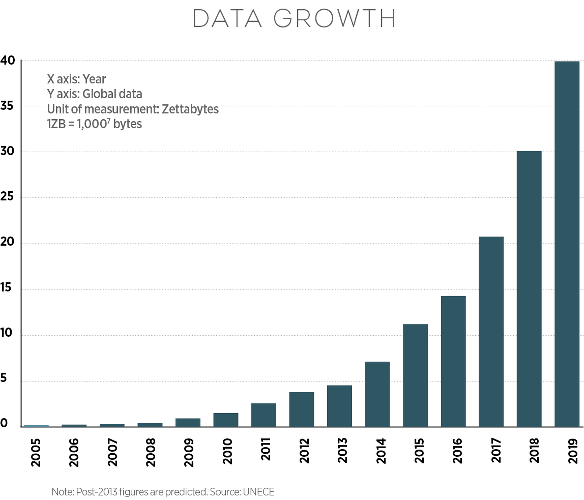 DATA GROWTH
40
X axis: Year
Y axis: Global data
35
Unit of measurement: Zettabytes
1ZB = 1,000⁷ bytes
30
25
20
15
10
5
0
2005 2006 2007 2008 2009 2010 2011 2012 2013 2014 2015 2016 2017 2018 2019
Note: Post-2013 figures are predicted. Source: UNECE